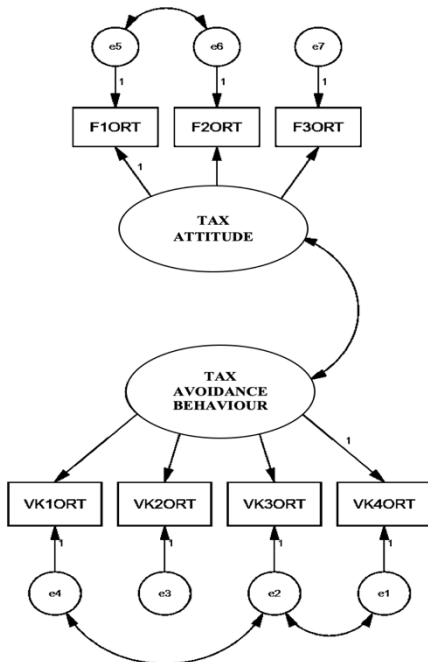 e5 e6 e7
1 1 1
F1ORT F2ORT F3ORT
1
TAX
ATTITUDE
TAX
AVOIDANCE
BEHAVIOUR
1
VK1ORT VK2ORT VK3ORT VK4ORT
1 1 1 1
e4 e3 e2 e1